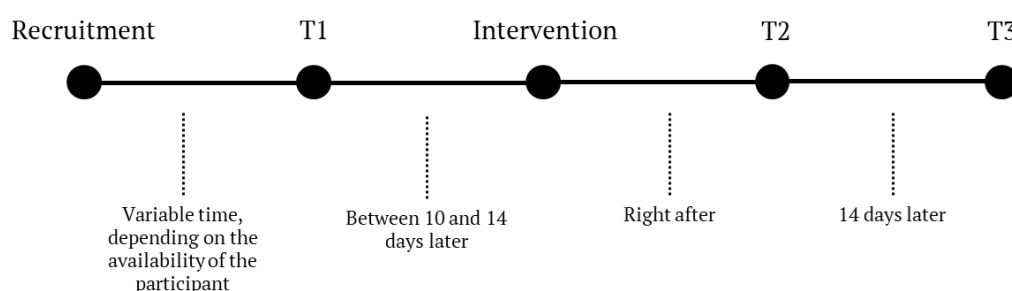 Recruitment T1 Intervention T2 T3
Variable time,
depending on the
availability of the
participant
Between 10 and 14
days later
Right after
14 days later